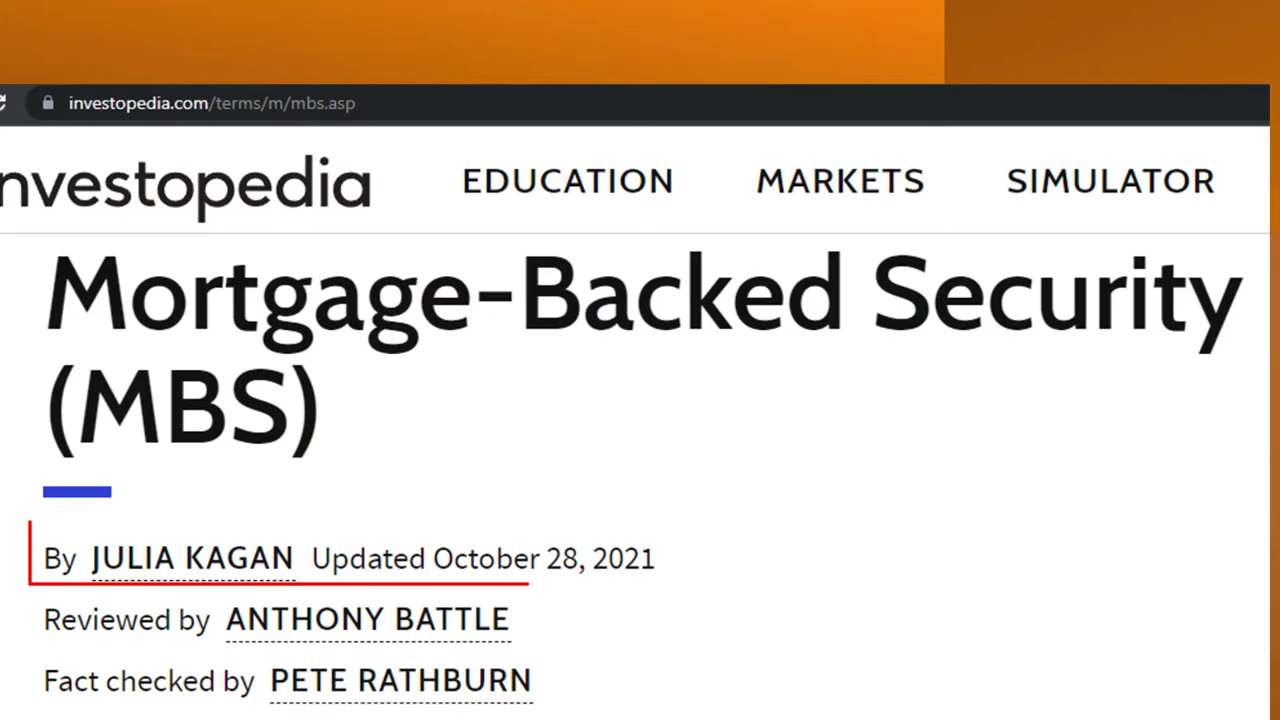 investopedia.com/terms/m/mbs.asp
nvestopedia EDUCATION MARKETS SIMULATOR
Mortgage-Backed Security
(MBS)
By JULIA KAGAN Updated October 28, 2021
Reviewed by ANTHONY BATTLE
Fact checked by PETE RATHBURN